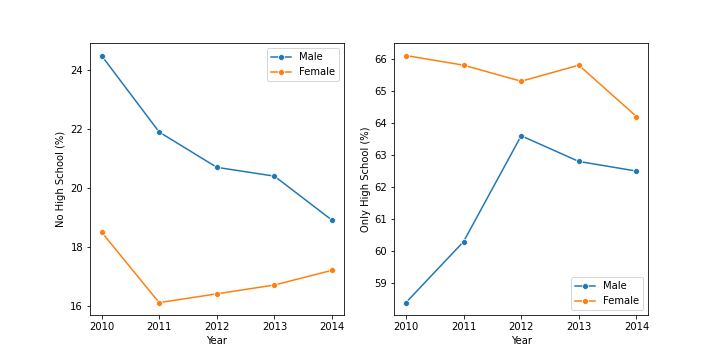 No High School (%)
24
22
20
18
16
Male
Female
2010 2011 2012 2013 2014
Year
Only High School (%)
66
65
64
63
62
61
60
59
Male
Female
2010 2011 2012 2013 2014
Year